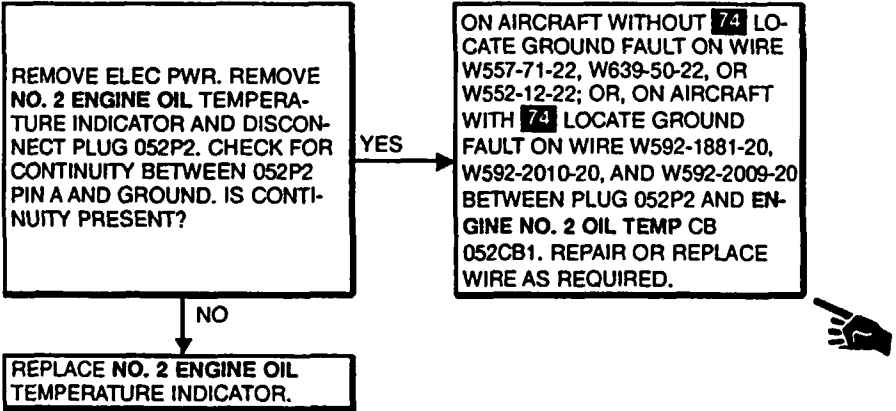 REMOVE ELEC PWR. REMOVE
NO. 2 ENGINE OIL TEMPERA-
TURE INDICATOR AND DISCON-
NECT PLUG 052P2. CHECK FOR
CONTINUITY BETWEEN 052P2
PIN A AND GROUND. IS CONTI-
NUITY PRESENT?
YES
ON AIRCRAFT WITHOUT 74 LO-
CATE GROUND FAULT ON WIRE
W557-71-22, W639-50-22, OR
W552-12-22; OR, ON AIRCRAFT
WITH 74 LOCATE GROUND
FAULT ON WIRE W592-1881-20,
W592-2010-20, AND W592-2009-20
BETWEEN PLUG 052P2 AND EN-
GINE NO. 2 OIL TEMP CB
052CB1. REPAIR OR REPLACE
WIRE AS REQUIRED.
NO
REPLACE NO. 2 ENGINE OIL
TEMPERATURE INDICATOR.